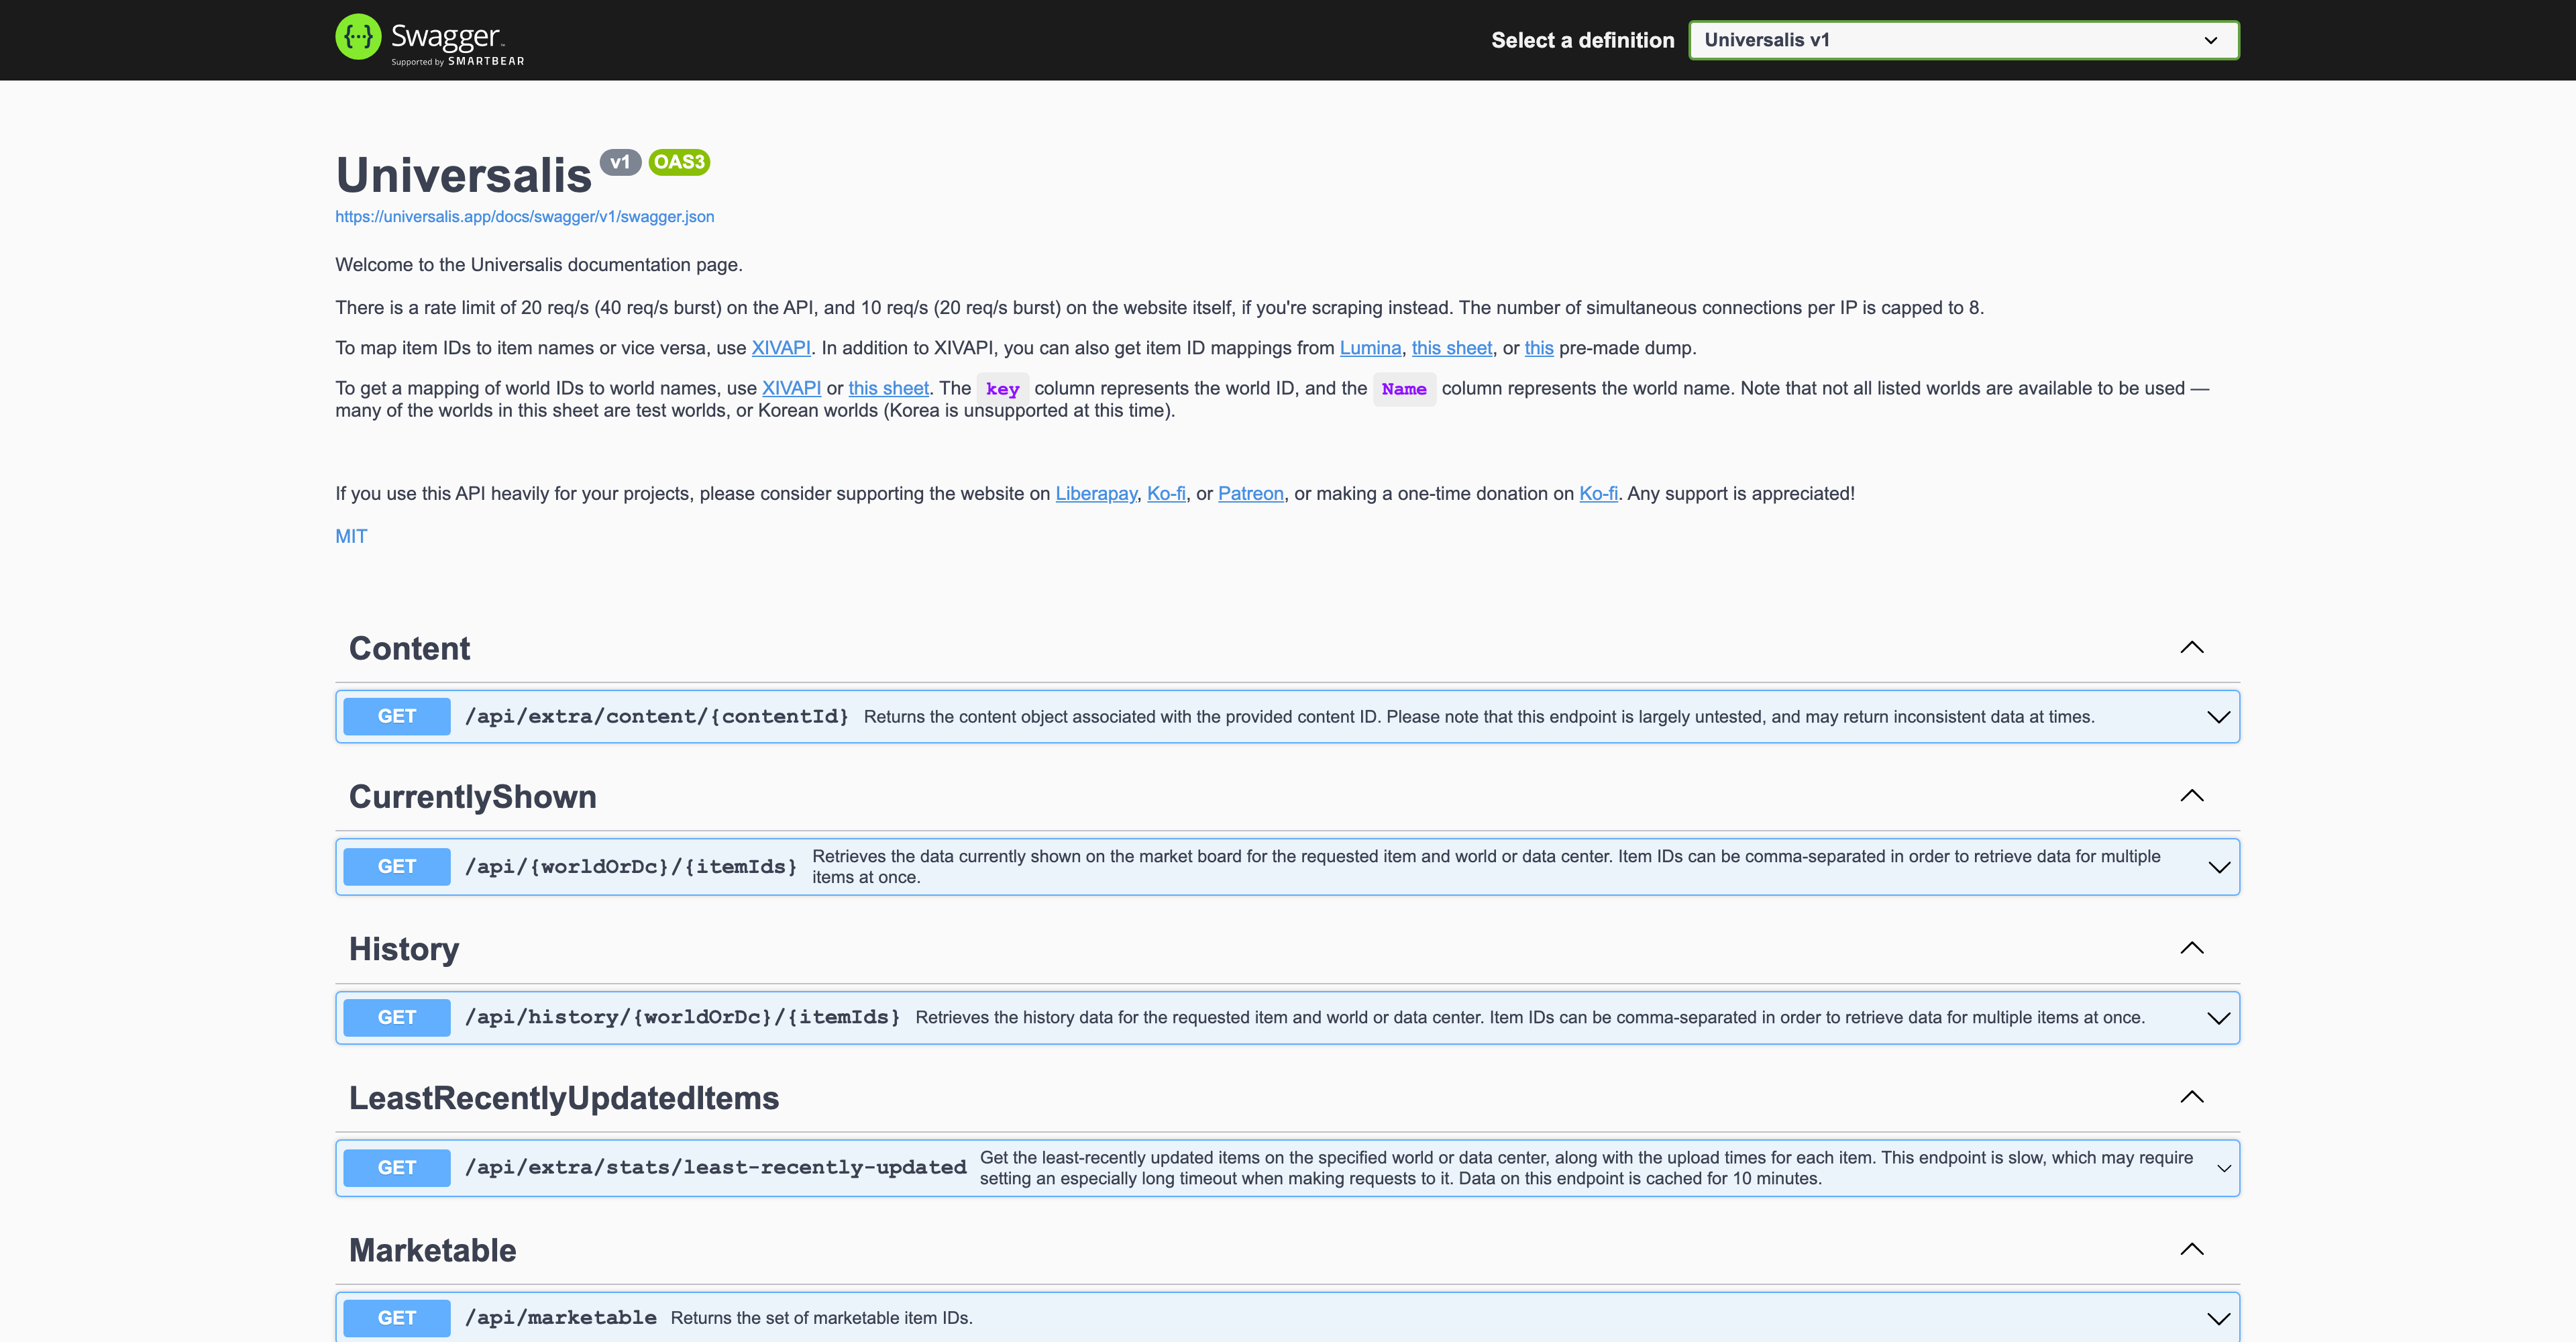 {···} Swagger™
Supported by SMARTBEAR
Select a definition
Universalis v1
Universalis v1 OAS3
https://universalis.app/docs/swagger/v1/swagger.json
Welcome to the Universalis documentation page.
There is a rate limit of 20 req/s (40 req/s burst) on the API, and 10 req/s (20 req/s burst) on the website itself, if you're scraping instead. The number of simultaneous connections per IP is capped to 8.
To map item IDs to item names or vice versa, use XIVAPI. In addition to XIVAPI, you can also get item ID mappings from Lumina, this sheet, or this pre-made dump.
To get a mapping of world IDs to world names, use XIVAPI or this sheet. The key column represents the world ID, and the Name column represents the world name. Note that not all listed worlds are available to be used —
many of the worlds in this sheet are test worlds, or Korean worlds (Korea is unsupported at this time).
If you use this API heavily for your projects, please consider supporting the website on Liberapay, Ko-fi, or Patreon, or making a one-time donation on Ko-fi. Any support is appreciated!
MIT
Content
GET /api/extra/content/{contentId} Returns the content object associated with the provided content ID. Please note that this endpoint is largely untested, and may return inconsistent data at times.
CurrentlyShown
GET /api/{worldOrDc}/{itemIds} Retrieves the data currently shown on the market board for the requested item and world or data center. Item IDs can be comma-separated in order to retrieve data for multiple
items at once.
History
GET /api/history/{worldOrDc}/{itemIds} Retrieves the history data for the requested item and world or data center. Item IDs can be comma-separated in order to retrieve data for multiple items at once.
LeastRecentlyUpdatedItems
GET /api/extra/stats/least-recently-updated Get the least-recently updated items on the specified world or data center, along with the upload times for each item. This endpoint is slow, which may require
setting an especially long timeout when making requests to it. Data on this endpoint is cached for 10 minutes.
Marketable
GET /api/marketable Returns the set of marketable item IDs.